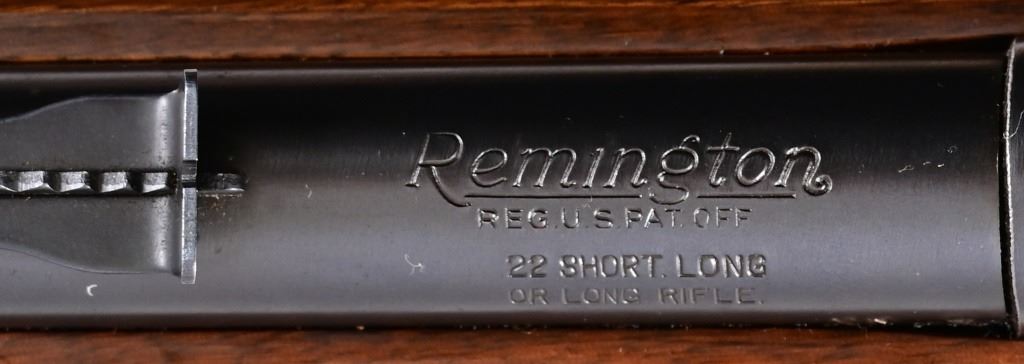 Remington
REG.U.S.PAT.OFF
22 SHORT. LONG
OR LONG RIFLE.